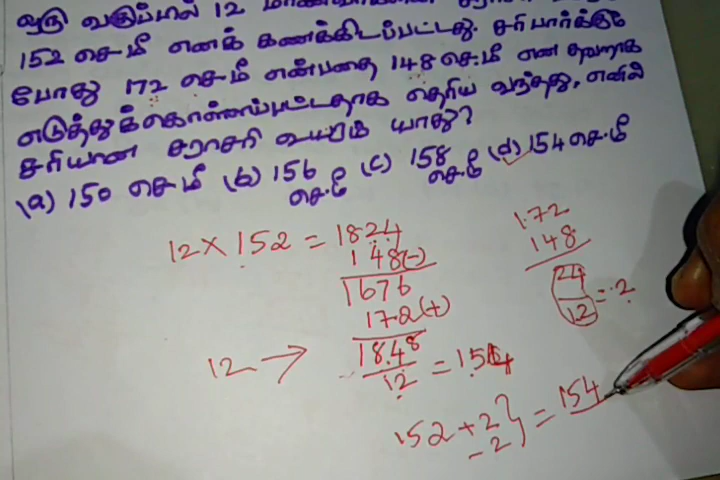 ஒரு வகுப்பில் 12
152 செ.மீ எனக் கணக்கிடப்பட்டது. சரிபார்க்கும்
போது 172 செ.மீ என்பதை 148 செ.மீ என தவறாக
எடுத்துக்கொள்ளப்பட்டதாக தெரிய வந்தது, எனில்
சரியான சராசரி உயரம் யாது?
(a) 150 செ.மீ (b) 156 செ.மீ (c) 158 செ.மீ (d) 154 செ.மீ
12 × 152 = 1824
148(-)
1676
172(+)
12 → 1848
12 = 154
172
148
24
12 = 2
152 + 2 } = 154
- 2